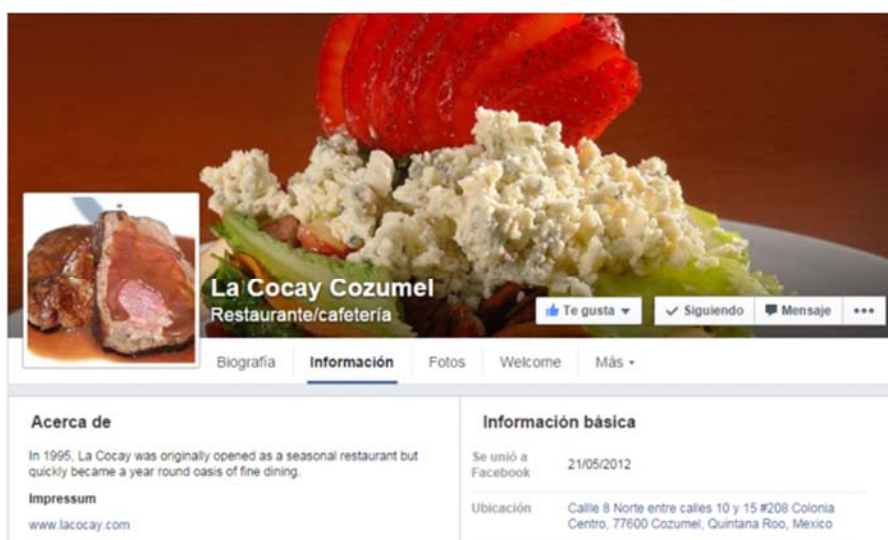 La Cocay Cozumel
Restaurante/cafetería
Te gusta
Siguiendo
Mensaje
Biografía
Información
Fotos
Welcome
Más
Acerca de
In 1995, La Cocay was originally opened as a seasonal restaurant but
quickly became a year round oasis of fine dining.
Impressum
www.lacocay.com
Información básica
Se unió a
Facebook
21/05/2012
Ubicación
Callle 8 Norte entre calles 10 y 15 #208 Colonia
Centro, 77600 Cozumel, Quintana Roo, Mexico